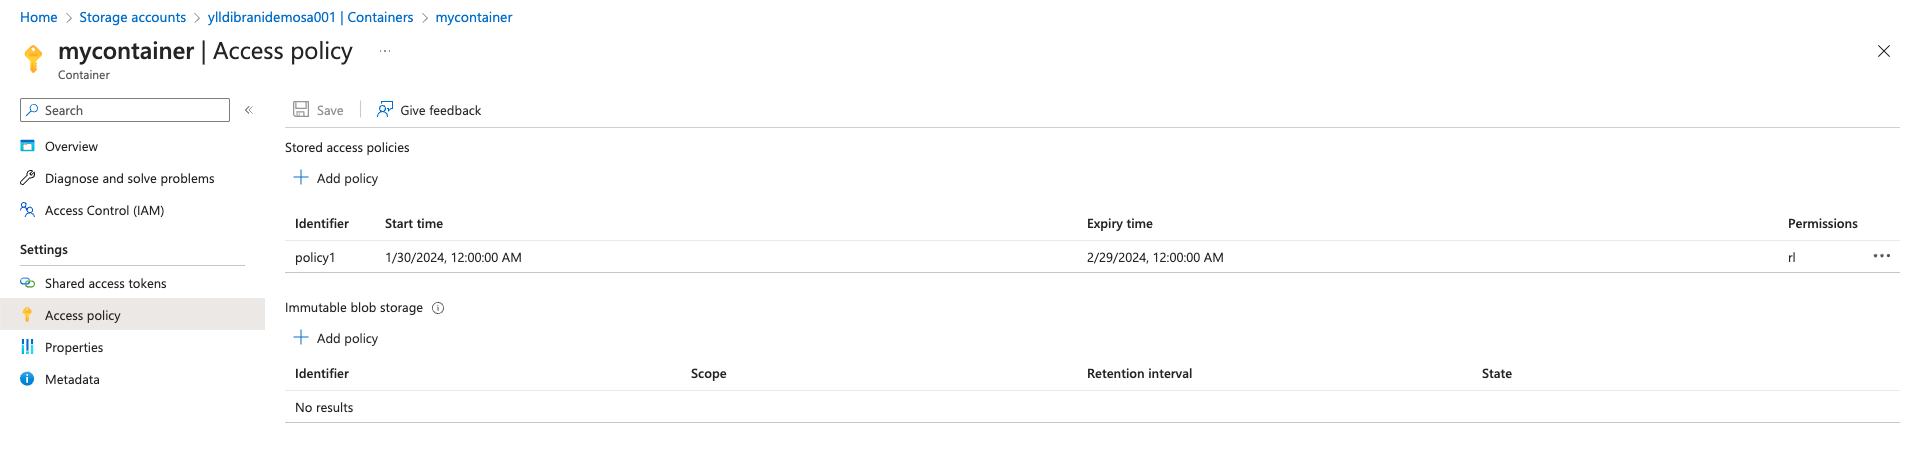 Home > Storage accounts > ylldibranidemosa001 | Containers > mycontainer
mycontainer | Access policy ...
Container
Search «
Save | Give feedback
Overview
Diagnose and solve problems
Access Control (IAM)
Settings
Shared access tokens
Access policy
Properties
Metadata
Stored access policies
+ Add policy
Identifier Start time Expiry time Permissions
policy1 1/30/2024, 12:00:00 AM 2/29/2024, 12:00:00 AM rl ...
Immutable blob storage
+ Add policy
Identifier Scope Retention interval State
No results